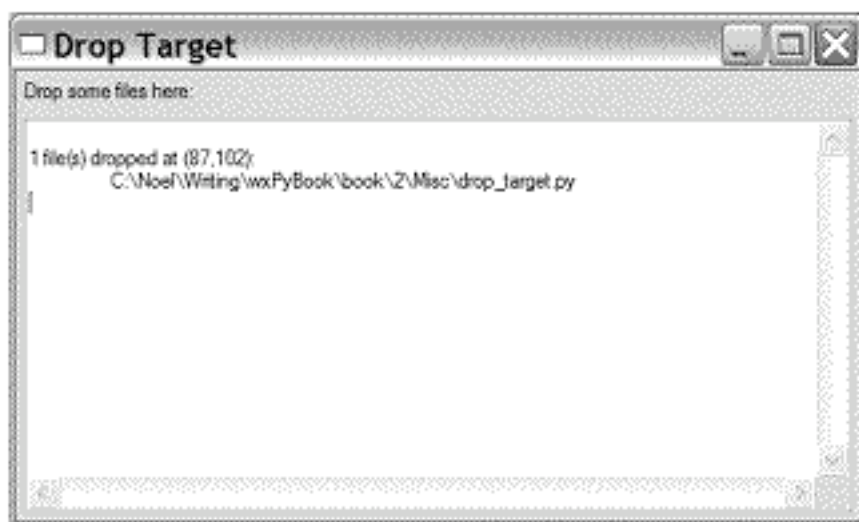 Drop Target
Drop some files here:
1 file(s) dropped at (87,102):
C:\Noel\Writing\wxPyBook\book\2\Misc\drop_target.py